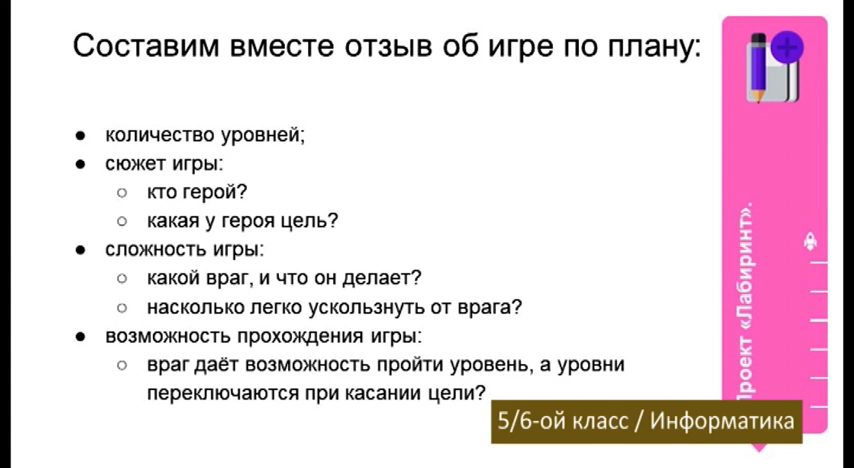 Составим вместе отзыв об игре по плану:
● количество уровней;
● сюжет игры:
○ кто герой?
○ какая у героя цель?
● сложность игры:
○ какой враг, и что он делает?
○ насколько легко ускользнуть от врага?
● возможность прохождения игры:
○ враг даёт возможность пройти уровень, а уровни
переключаются при касании цели?
Проект «Лабиринт».
5/6-ой класс / Информатика